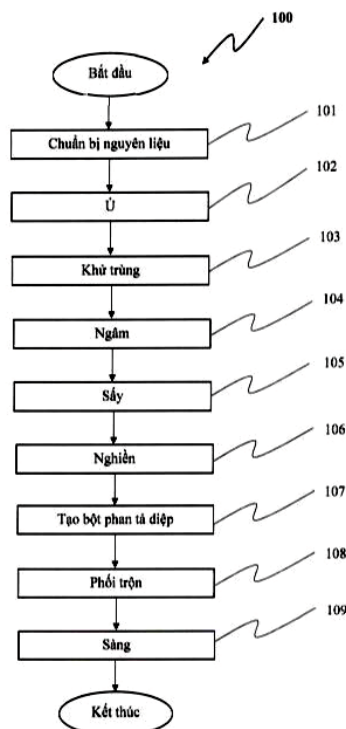 100
Bắt đầu
101
Chuẩn bị nguyên liệu
102
Ủ
103
Khử trùng
104
Ngâm
105
Sấy
106
Nghiền
107
Tạo bột phan tả diệp
108
Phối trộn
109
Sàng
Kết thúc